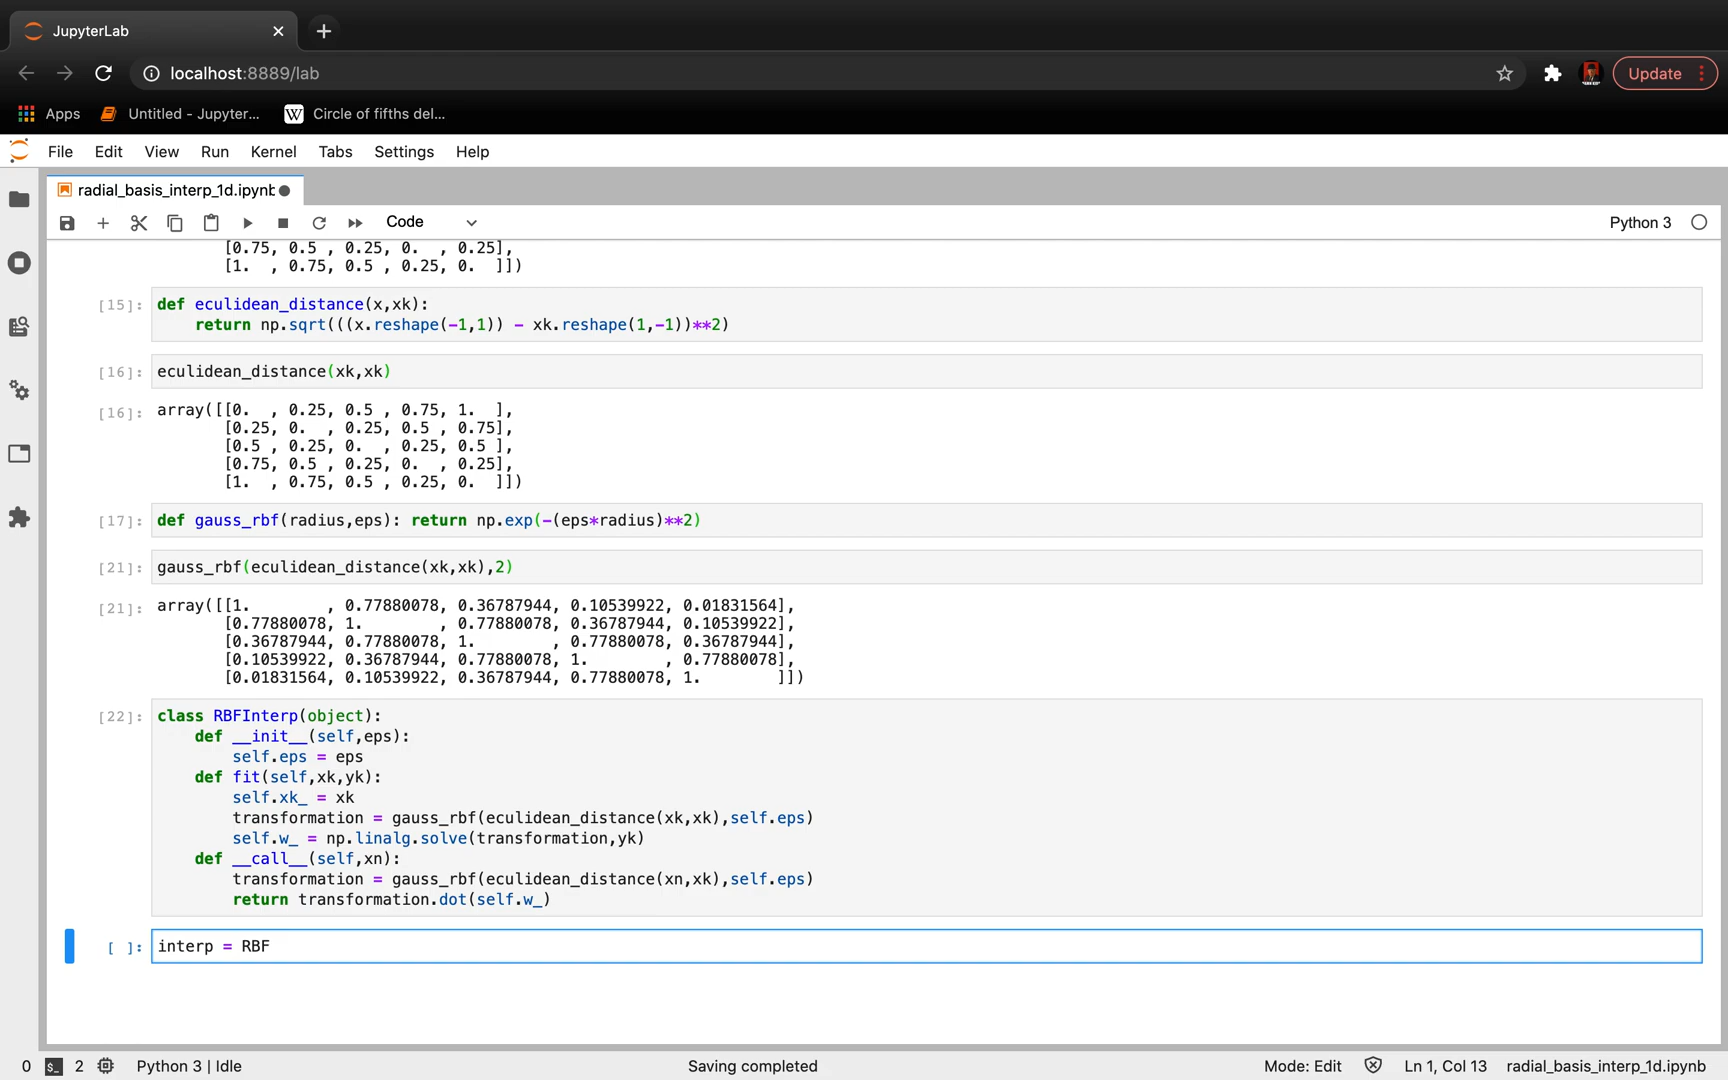 JupyterLab
localhost:8889/lab
Update
Apps
Untitled - Jupyter...
W Circle of fifths del...
File Edit View Run Kernel Tabs Settings Help
radial_basis_interp_1d.ipynb
Code
Python 3
[0.75, 0.5 , 0.25, 0.  , 0.25],
[1.  , 0.75, 0.5 , 0.25, 0.  ]])
[15]: def eculidean_distance(x,xk):
return np.sqrt(((x.reshape(-1,1)) - xk.reshape(1,-1))**2)
[16]: eculidean_distance(xk,xk)
[16]: array([[0.  , 0.25, 0.5 , 0.75, 1.  ],
[0.25, 0.  , 0.25, 0.5 , 0.75],
[0.5 , 0.25, 0.  , 0.25, 0.5 ],
[0.75, 0.5 , 0.25, 0.  , 0.25],
[1.  , 0.75, 0.5 , 0.25, 0.  ]])
[17]: def gauss_rbf(radius,eps): return np.exp(-(eps*radius)**2)
[21]: gauss_rbf(eculidean_distance(xk,xk),2)
[21]: array([[1.        , 0.77880078, 0.36787944, 0.10539922, 0.01831564],
[0.77880078, 1.        , 0.77880078, 0.36787944, 0.10539922],
[0.36787944, 0.77880078, 1.        , 0.77880078, 0.36787944],
[0.10539922, 0.36787944, 0.77880078, 1.        , 0.77880078],
[0.01831564, 0.10539922, 0.36787944, 0.77880078, 1.        ]])
[22]: class RBFInterp(object):
def __init__(self,eps):
self.eps = eps
def fit(self,xk,yk):
self.xk_ = xk
transformation = gauss_rbf(eculidean_distance(xk,xk),self.eps)
self.w_ = np.linalg.solve(transformation,yk)
def __call__(self,xn):
transformation = gauss_rbf(eculidean_distance(xn,xk),self.eps)
return transformation.dot(self.w_)
[ ]: interp = RBF
0 $_ 2 Python 3 | Idle Saving completed Mode: Edit Ln 1, Col 13 radial_basis_interp_1d.ipynb